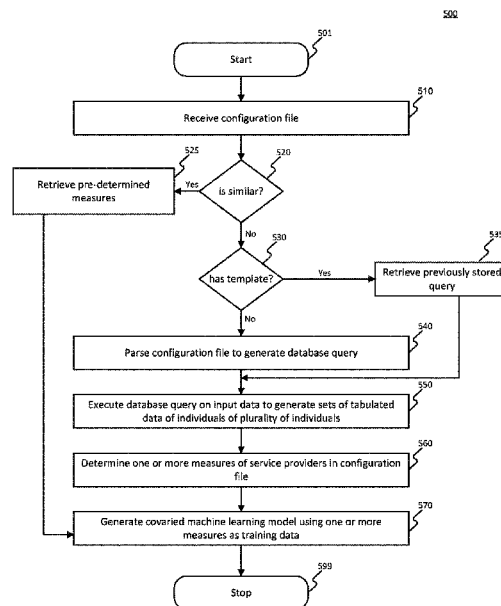 500
501
Start
510
Receive configuration file
525
520
Retrieve pre-determined
measures
Yes
is similar?
No
530
535
has template?
Yes
Retrieve previously stored
query
No
540
Parse configuration file to generate database query
550
Execute database query on input data to generate sets of tabulated
data of individuals of plurality of individuals
560
Determine one or more measures of service providers in configuration
file
570
Generate covaried machine learning model using one or more
measures as training data
599
Stop